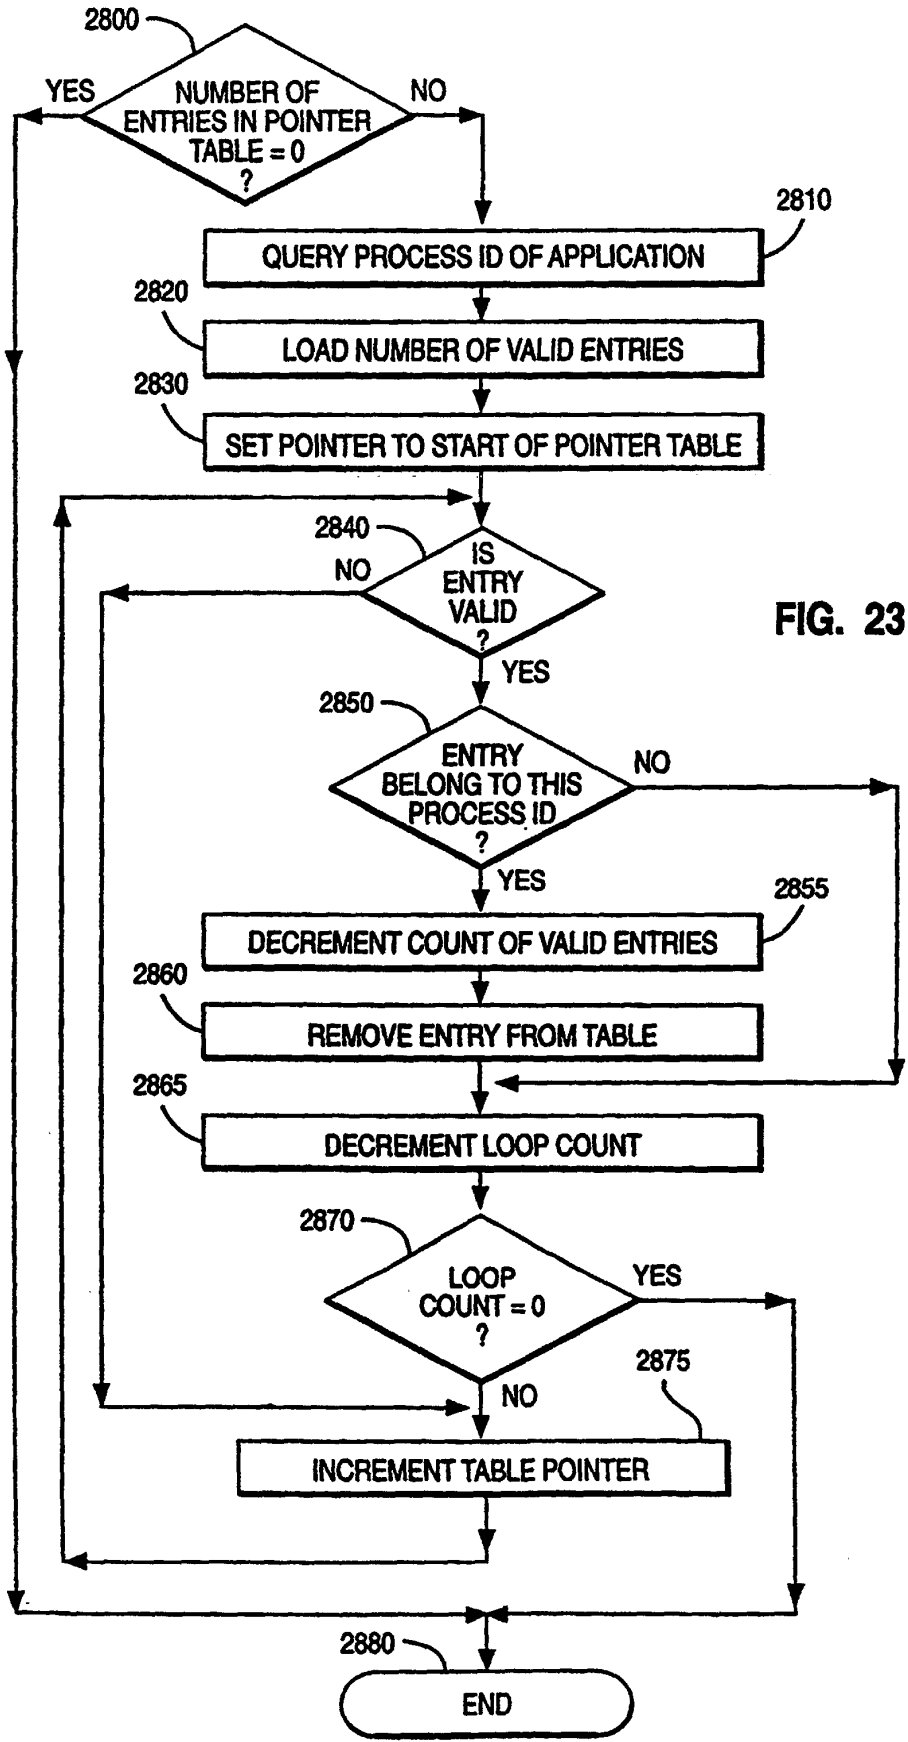 2800
YES
NO
NUMBER OF
ENTRIES IN POINTER
TABLE = 0
?
2810
QUERY PROCESS ID OF APPLICATION
2820
LOAD NUMBER OF VALID ENTRIES
2830
SET POINTER TO START OF POINTER TABLE
2840
NO
IS
ENTRY
VALID
?
YES
FIG. 23
2850
ENTRY
BELONG TO THIS
PROCESS ID
?
NO
YES
2855
DECREMENT COUNT OF VALID ENTRIES
2860
REMOVE ENTRY FROM TABLE
2865
DECREMENT LOOP COUNT
2870
LOOP
COUNT = 0
?
YES
NO
2875
INCREMENT TABLE POINTER
2880
END